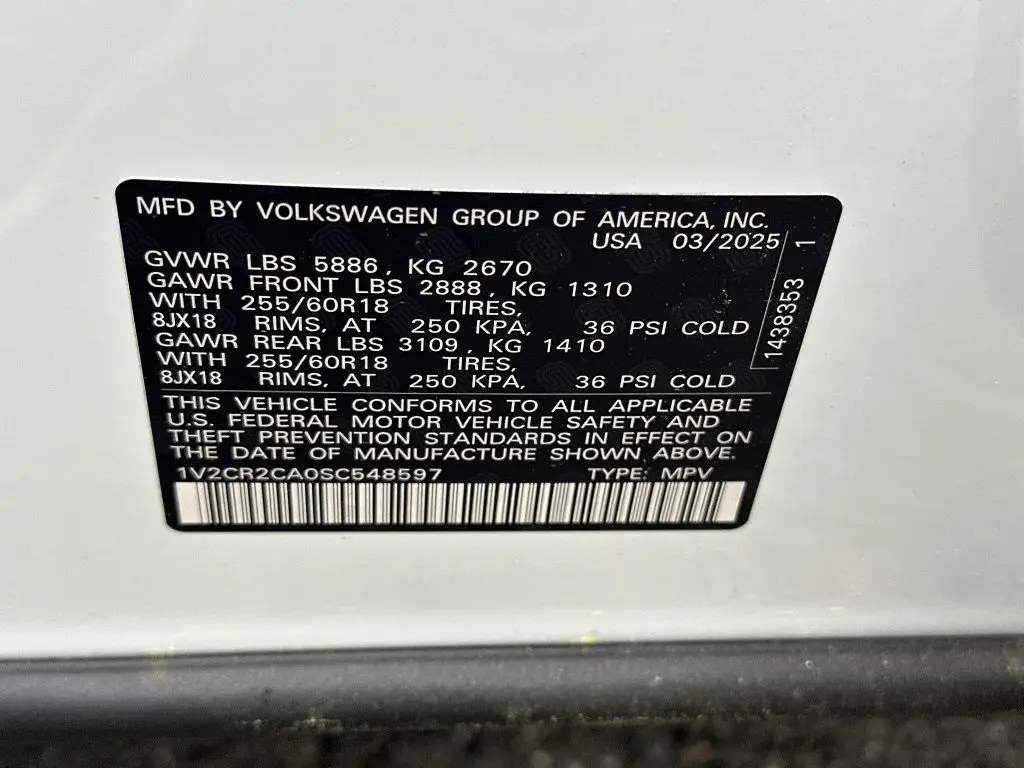 MFD BY VOLKSWAGEN GROUP OF AMERICA, INC.
USA 03/2025
GVWR LBS 5886, KG 2670
GAWR FRONT LBS 2888, KG 1310
WITH 255/60R18 TIRES,
8JX18 RIMS, AT 250 KPA, 36 PSI COLD
GAWR REAR LBS 3109, KG 1410
WITH 255/60R18 TIRES,
8JX18 RIMS, AT 250 KPA, 36 PSI COLD
THIS VEHICLE CONFORMS TO ALL APPLICABLE
U.S. FEDERAL MOTOR VEHICLE SAFETY AND
THEFT PREVENTION STANDARDS IN EFFECT ON
THE DATE OF MANUFACTURE SHOWN ABOVE.
1V2CR2CA0SC548597 TYPE: MPV
1438353 1